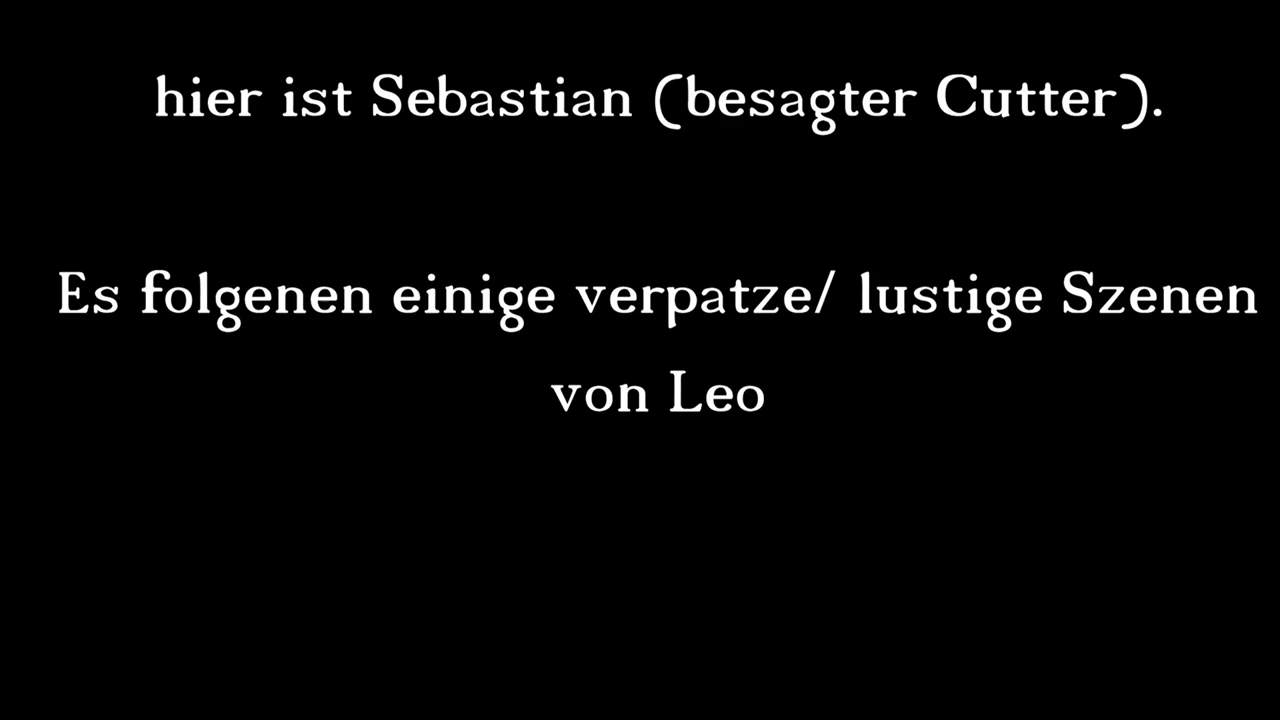 hier ist Sebastian (besagter Cutter).
Es folgenen einige verpatze/ lustige Szenen
von Leo